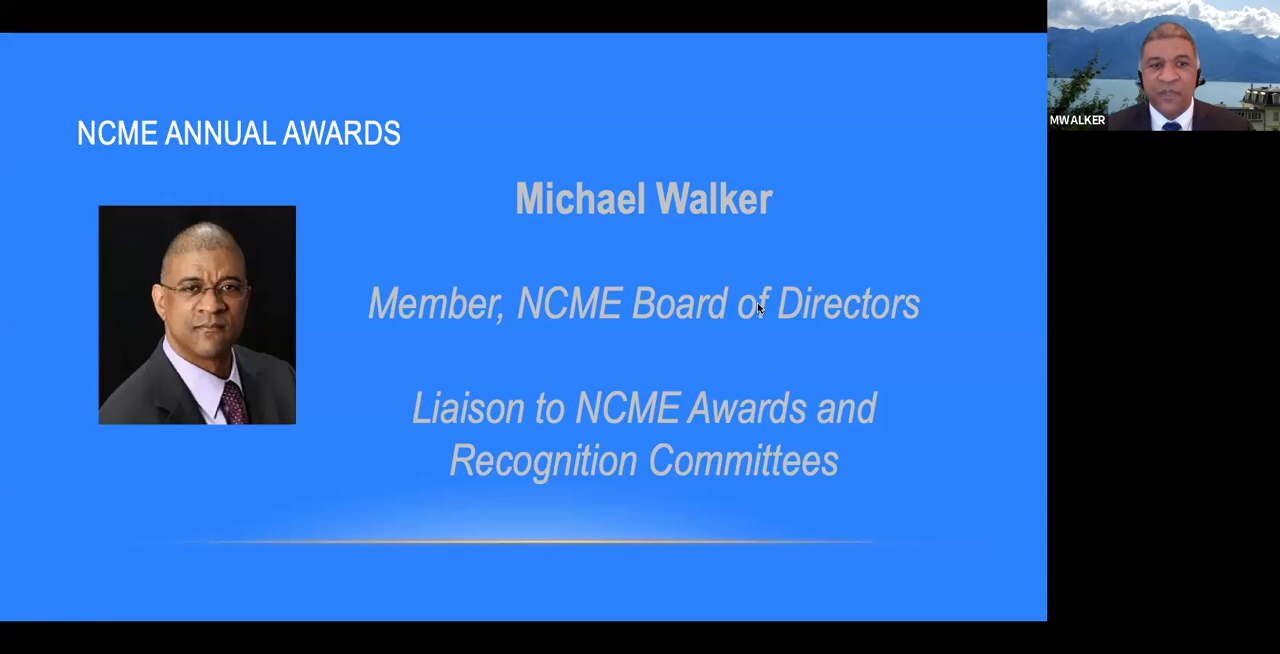 NCME ANNUAL AWARDS
Michael Walker
Member, NCME Board of Directors
Liaison to NCME Awards and
Recognition Committees
MWALKER